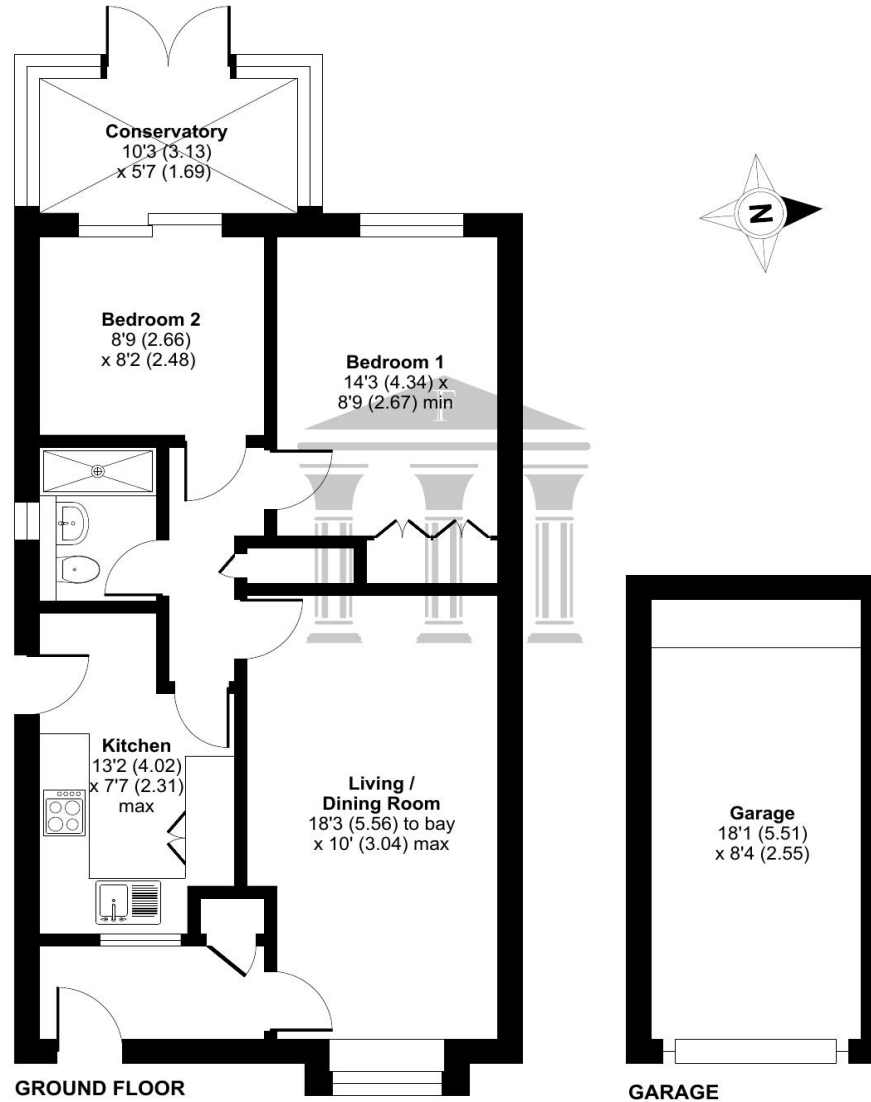 Conservatory
10'3 (3.13)
x 5'7 (1.69)
N
Bedroom 2
8'9 (2.66)
x 8'2 (2.48)
Bedroom 1
14'3 (4.34) x
8'9 (2.67) min
T
Kitchen
13'2 (4.02)
x 7'7 (2.31)
max
Living /
Dining Room
18'3 (5.56) to bay
x 10' (3.04) max
Garage
18'1 (5.51)
x 8'4 (2.55)
GROUND FLOOR
GARAGE